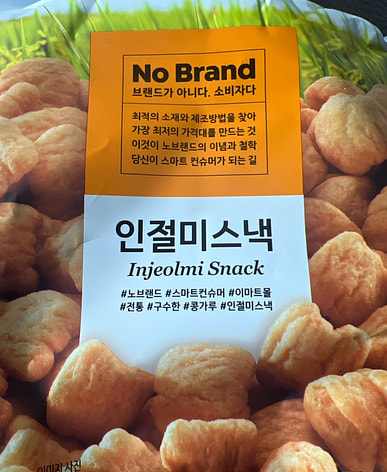 No Brand
브랜드가 아니다. 소비자다
최적의 소재와 제조방법을 찾아
가장 최저의 가격대를 만드는 것
이것이 노브랜드의 이념과 철학
당신이 스마트 컨슈머가 되는 길
인절미스낵
Injeolmi Snack
#노브랜드 #스마트컨슈머 #이마트몰
#전통 #구수한 #콩가루 #인절미스낵
이미지 사진